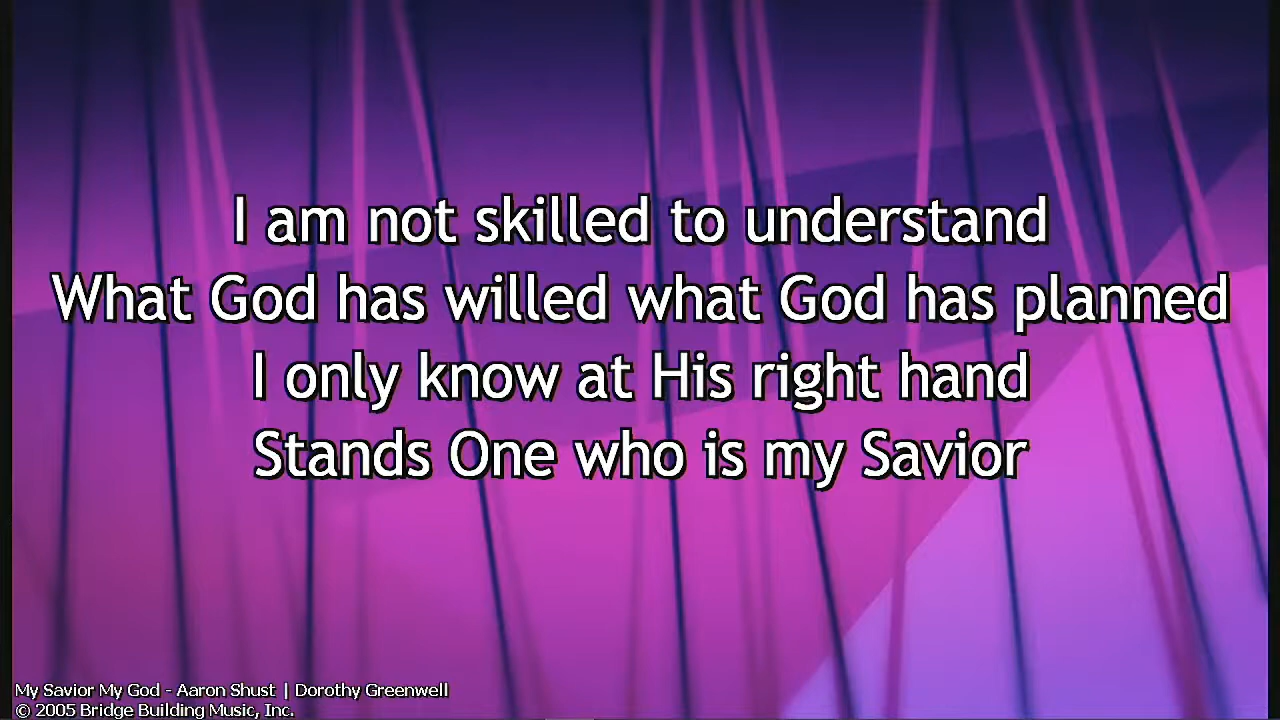 I am not skilled to understand
What God has willed what God has planned
I only know at His right hand
Stands One who is my Savior
My Savior My God - Aaron Shust | Dorothy Greenwell
© 2005 Bridge Building Music, Inc.